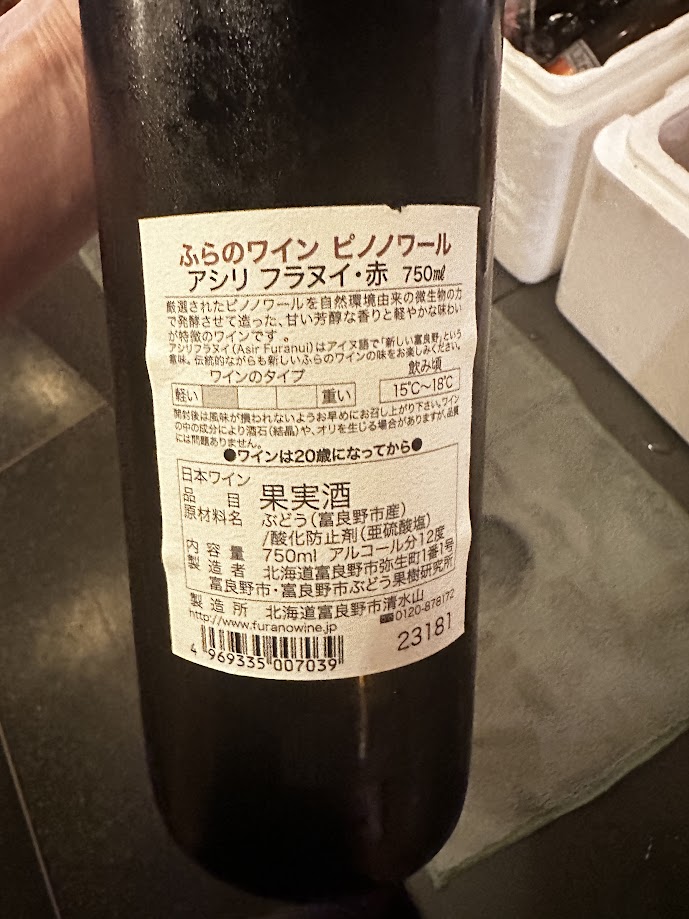 ふらのワイン ピノノワール
アシリ フラヌイ・赤 750㎖
厳選されたピノノワールを自然環境由来の微生物の力
で発酵させて造った、甘い芳醇な香りと軽やかな味わい
が特徴のワインです 。
アシリフラヌイ(Asir Furanui)はアイヌ語で「新しい富良野」という
意味。伝統的ながらも新しいふらのワインの味をお楽しみください。
ワインのタイプ 飲み頃
軽い 重い 15℃〜18℃
開封後は風味が損われないようお早めにお召し上がり下さい。ワイン
の中の成分により酒石(結晶)や、オリを生じる場合がありますが、品質
には問題ありません。
●ワインは20歳になってから●
日本ワイン
品 目 果実酒
原材料名 ぶどう(富良野市産)
/酸化防止剤(亜硫酸塩)
内容量 750ml アルコール分12度
製造者 北海道富良野市弥生町1番1号
富良野市・富良野市ぶどう果樹研究所
製造所 北海道富良野市清水山
http://www.furanowine.jp 0120-878172
4 969335 007039 23181